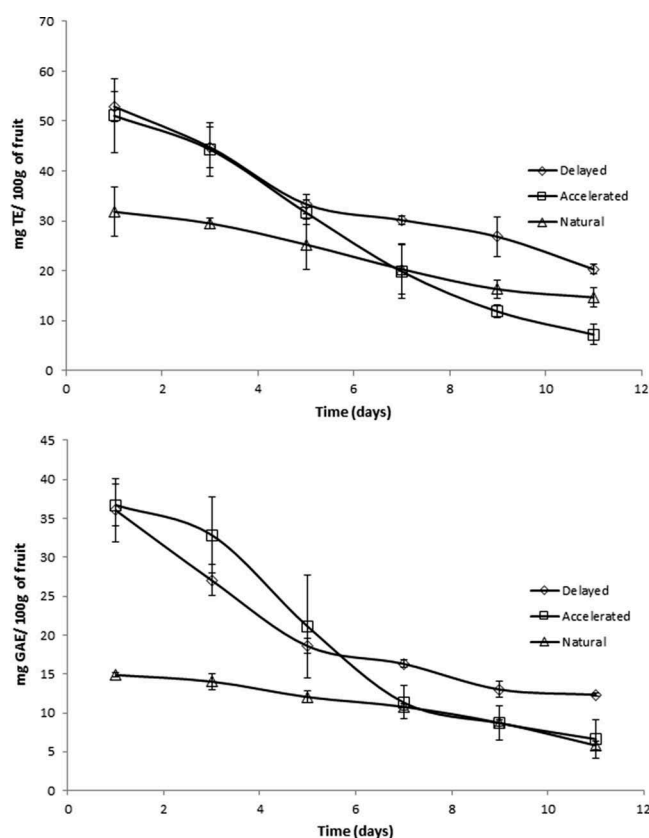 70
60
50
40
30
20
10
0
mg TE/ 100g of fruit
Delayed
Accelerated
Natural
0 2 4 6 8 10 12
Time (days)
45
40
35
30
25
20
15
10
5
0
mg GAE/ 100g of fruit
Delayed
Accelerated
Natural
0 2 4 6 8 10 12
Time (days)